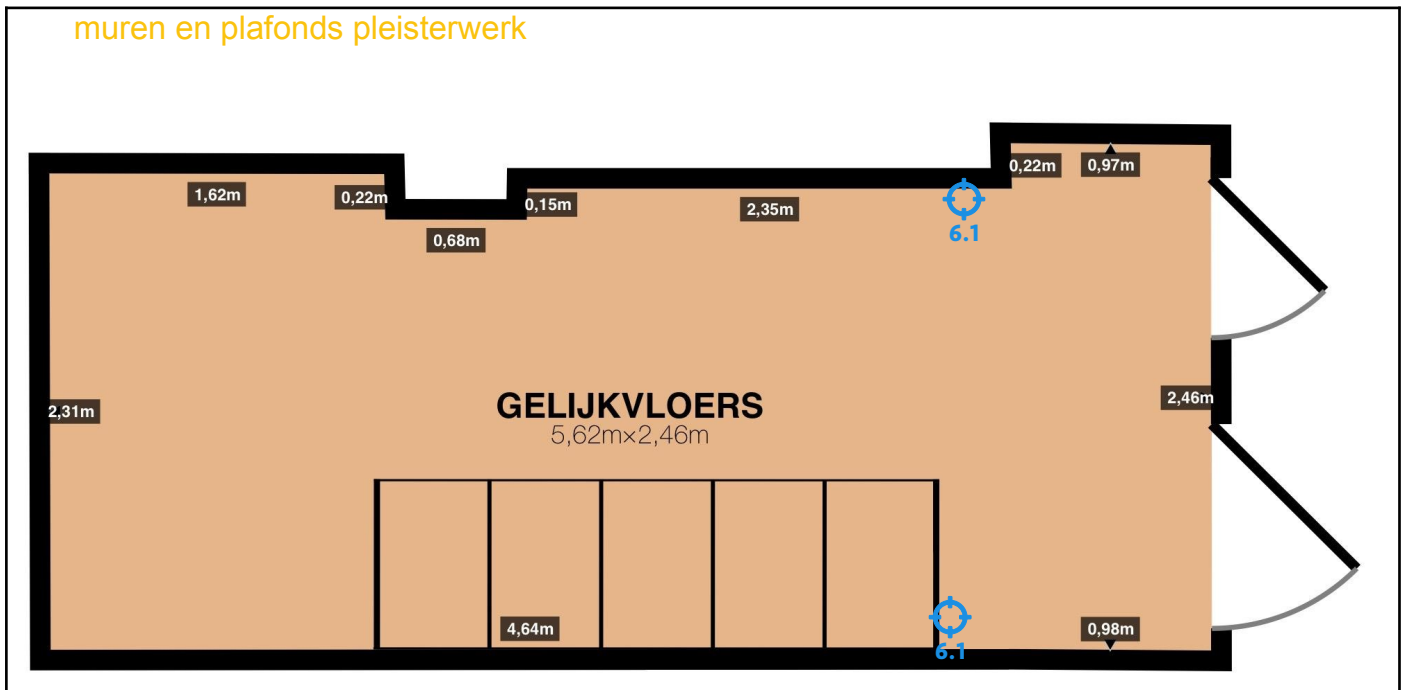 muren en plafonds pleisterwerk
0,22m
0,97m
1,62m
0,22m
0,15m
2,35m
6.1
0,68m
GELIJKVLOERS
5,62m×2,46m
2,31m
2,46m
4,64m
6.1
0,98m